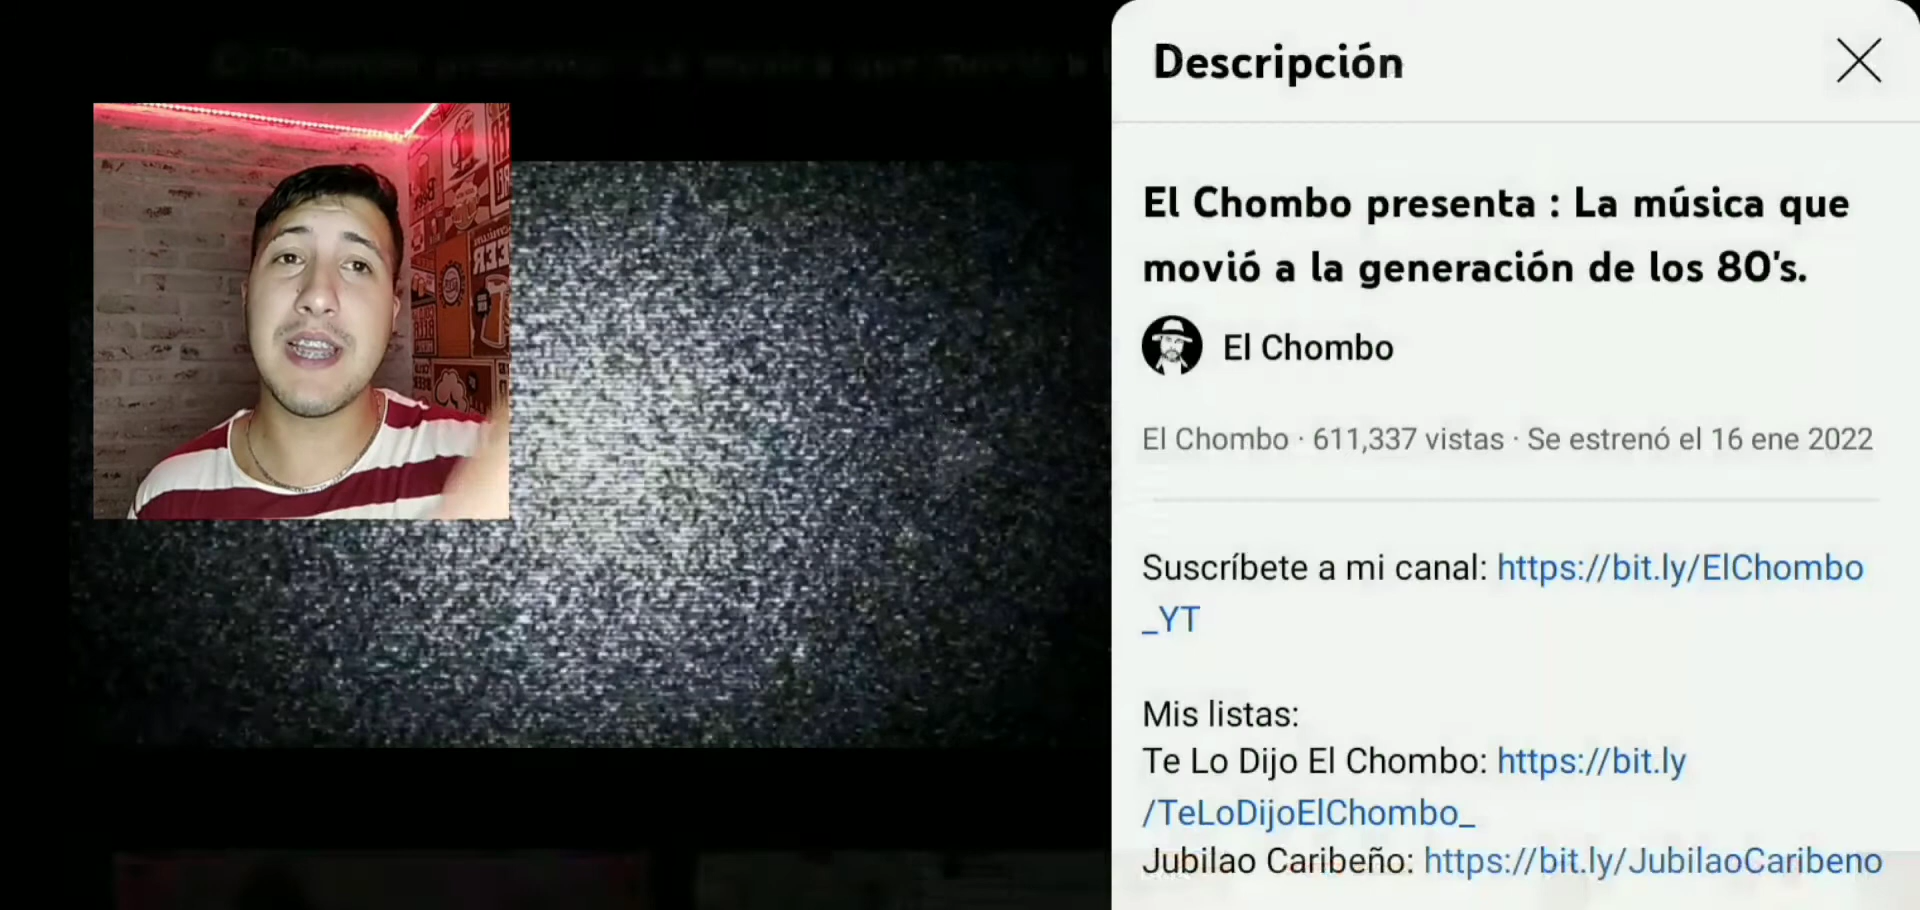 Descripción
El Chombo presenta : La música que
movió a la generación de los 80's.
El Chombo
El Chombo · 611,337 vistas · Se estrenó el 16 ene 2022
Suscríbete a mi canal: https://bit.ly/ElChombo
_YT
Mis listas:
Te Lo Dijo El Chombo: https://bit.ly
/TeLoDijoElChombo_
Jubilao Caribeño: https://bit.ly/JubilaoCaribeno
BEER